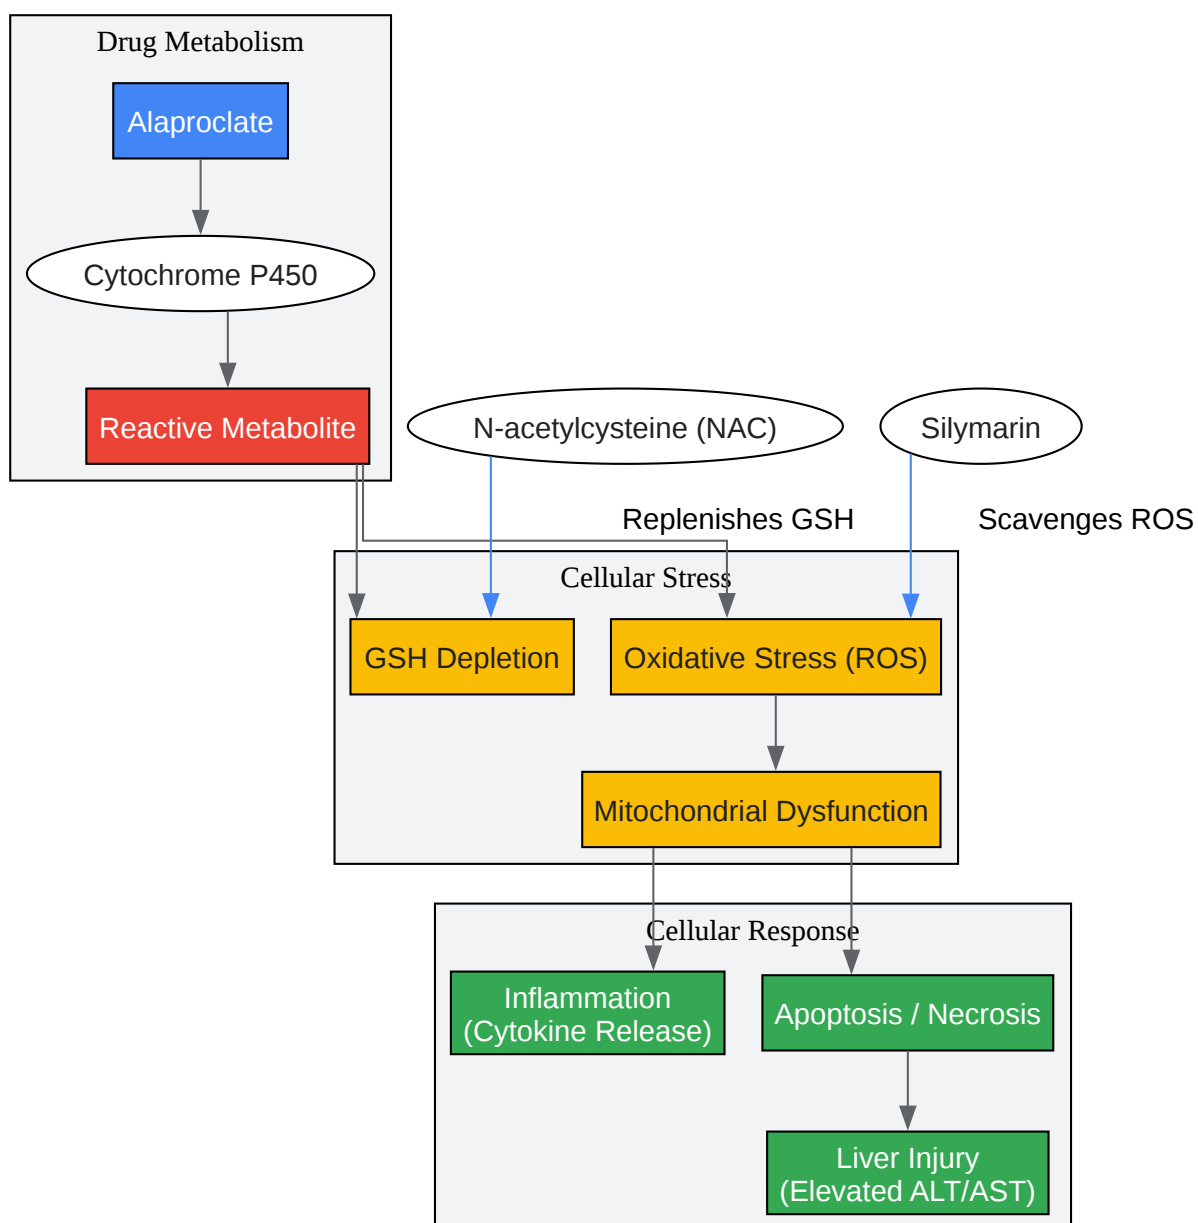 Drug Metabolism
Alaproclate
Cytochrome P450
Reactive Metabolite
N-acetylcysteine (NAC)
Silymarin
Replenishes GSH
Scavenges ROS
Cellular Stress
GSH Depletion
Oxidative Stress (ROS)
Mitochondrial Dysfunction
Cellular Response
Inflammation
(Cytokine Release)
Apoptosis / Necrosis
Liver Injury
(Elevated ALT/AST)